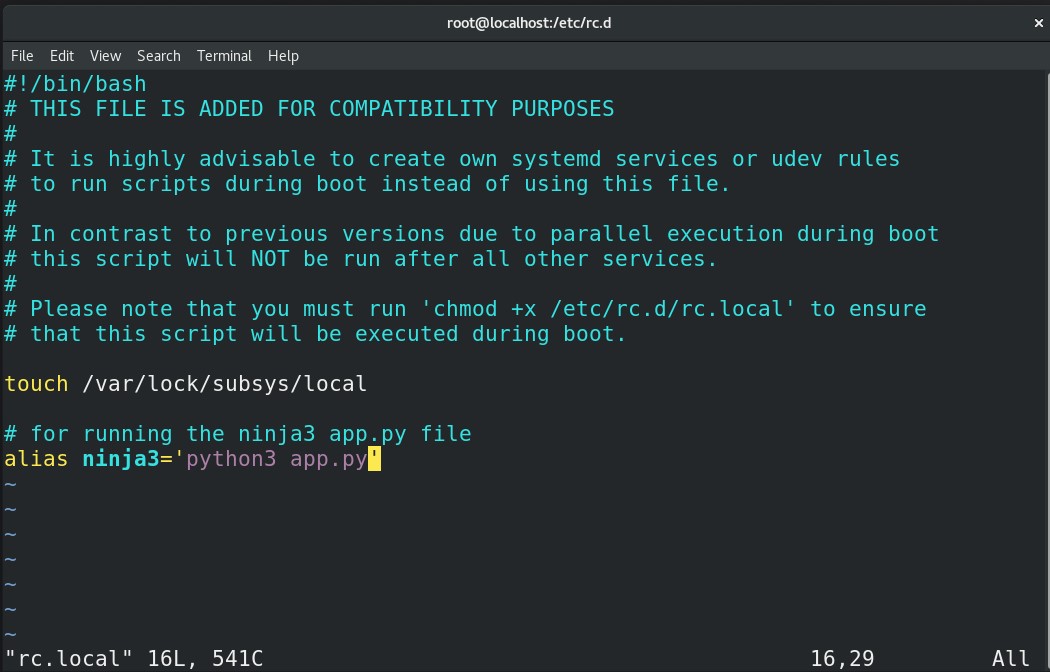 root@localhost:/etc/rc.d ×
File Edit View Search Terminal Help
#!/bin/bash
# THIS FILE IS ADDED FOR COMPATIBILITY PURPOSES
#
# It is highly advisable to create own systemd services or udev rules
# to run scripts during boot instead of using this file.
#
# In contrast to previous versions due to parallel execution during boot
# this script will NOT be run after all other services.
#
# Please note that you must run 'chmod +x /etc/rc.d/rc.local' to ensure
# that this script will be executed during boot.
touch /var/lock/subsys/local
# for running the ninja3 app.py file
alias ninja3='python3 app.py'
~
~
~
~
~
~
~
"rc.local" 16L, 541C 16,29 All